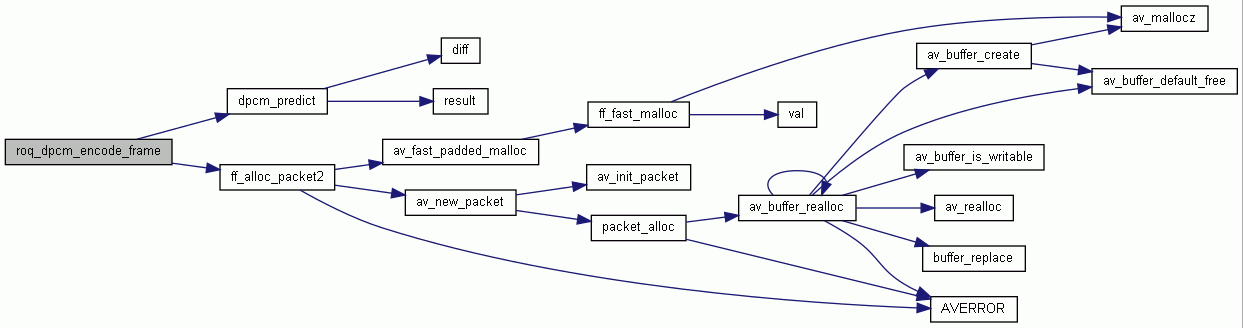 roq_dpcm_encode_frame
dpcm_predict
diff
result
ff_alloc_packet2
av_fast_padded_malloc
av_new_packet
ff_fast_malloc
val
av_init_packet
packet_alloc
av_buffer_realloc
av_buffer_create
av_mallocz
av_buffer_default_free
av_buffer_is_writable
av_realloc
buffer_replace
AVERROR